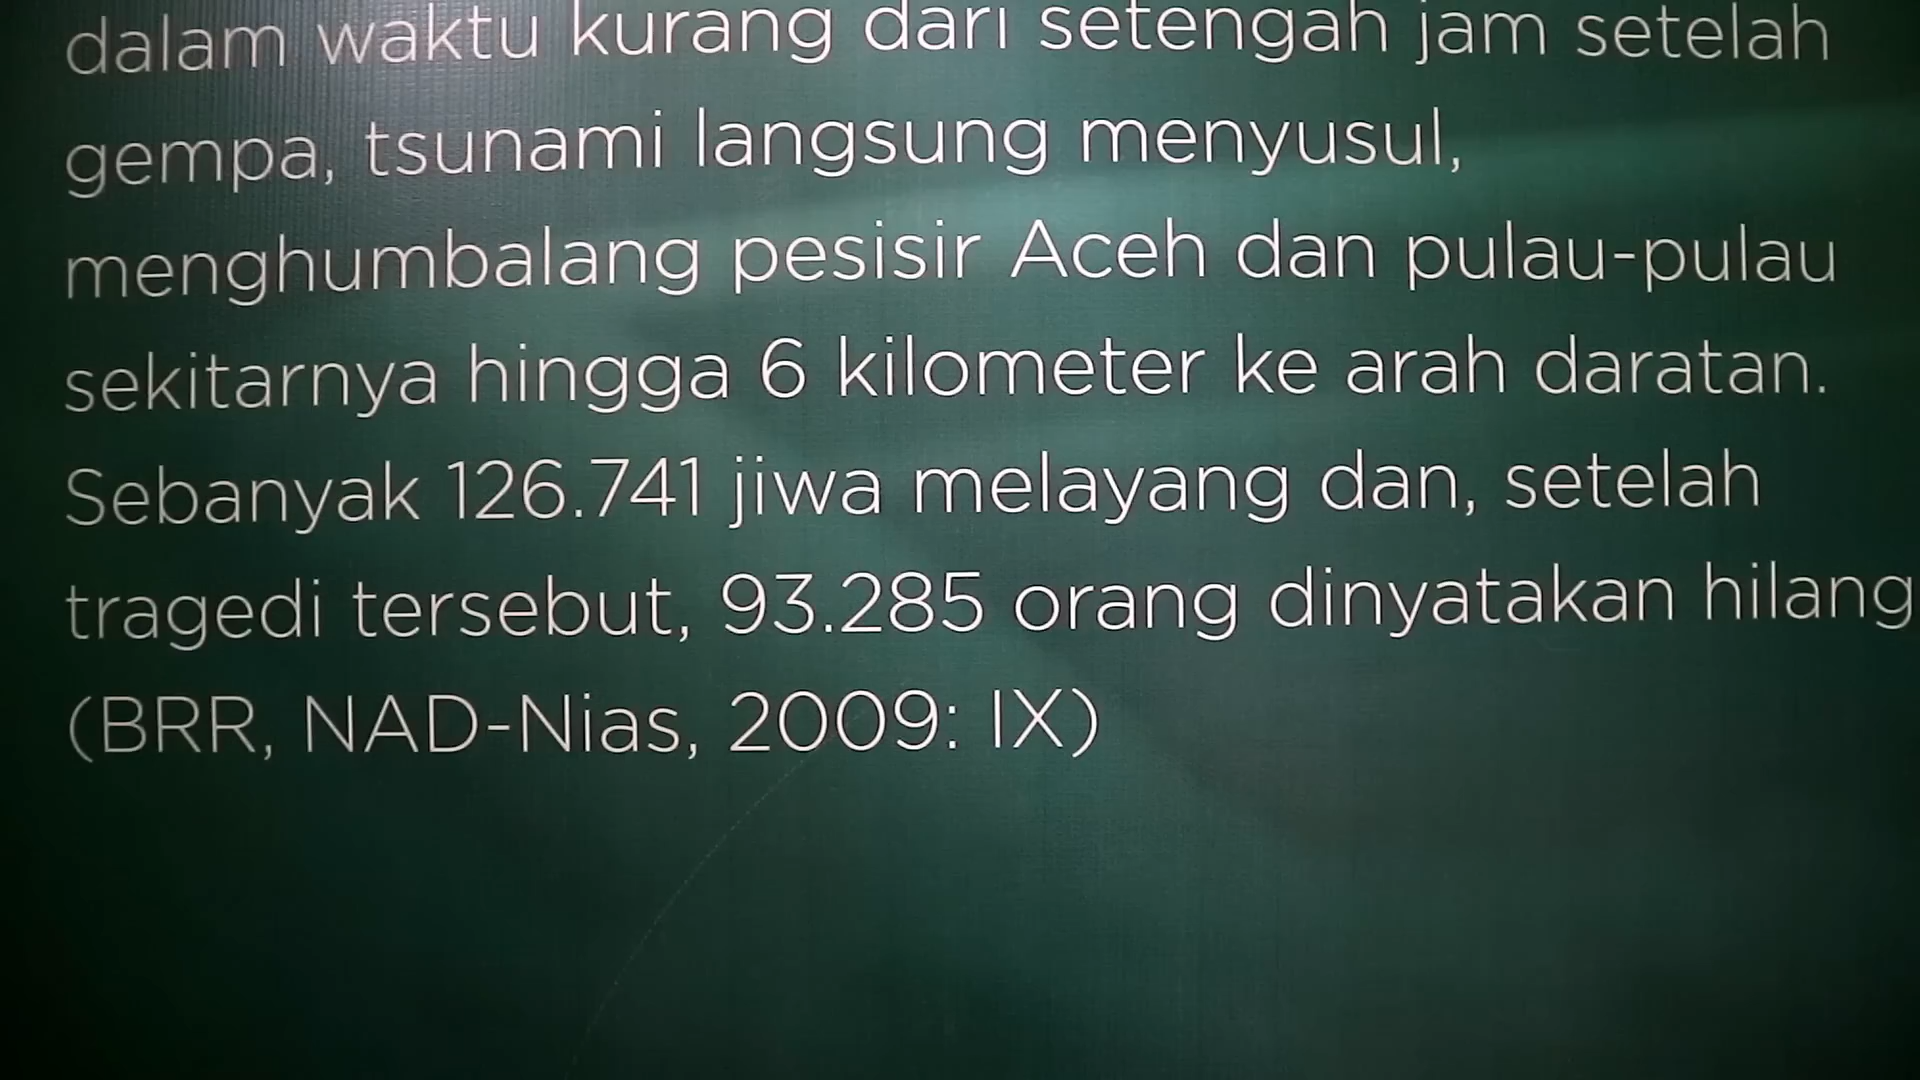 dalam waktu kurang dari setengah jam setelah
gempa, tsunami langsung menyusul,
menghumbalang pesisir Aceh dan pulau-pulau
sekitarnya hingga 6 kilometer ke arah daratan.
Sebanyak 126.741 jiwa melayang dan, setelah
tragedi tersebut, 93.285 orang dinyatakan hilang
(BRR, NAD-Nias, 2009: IX)